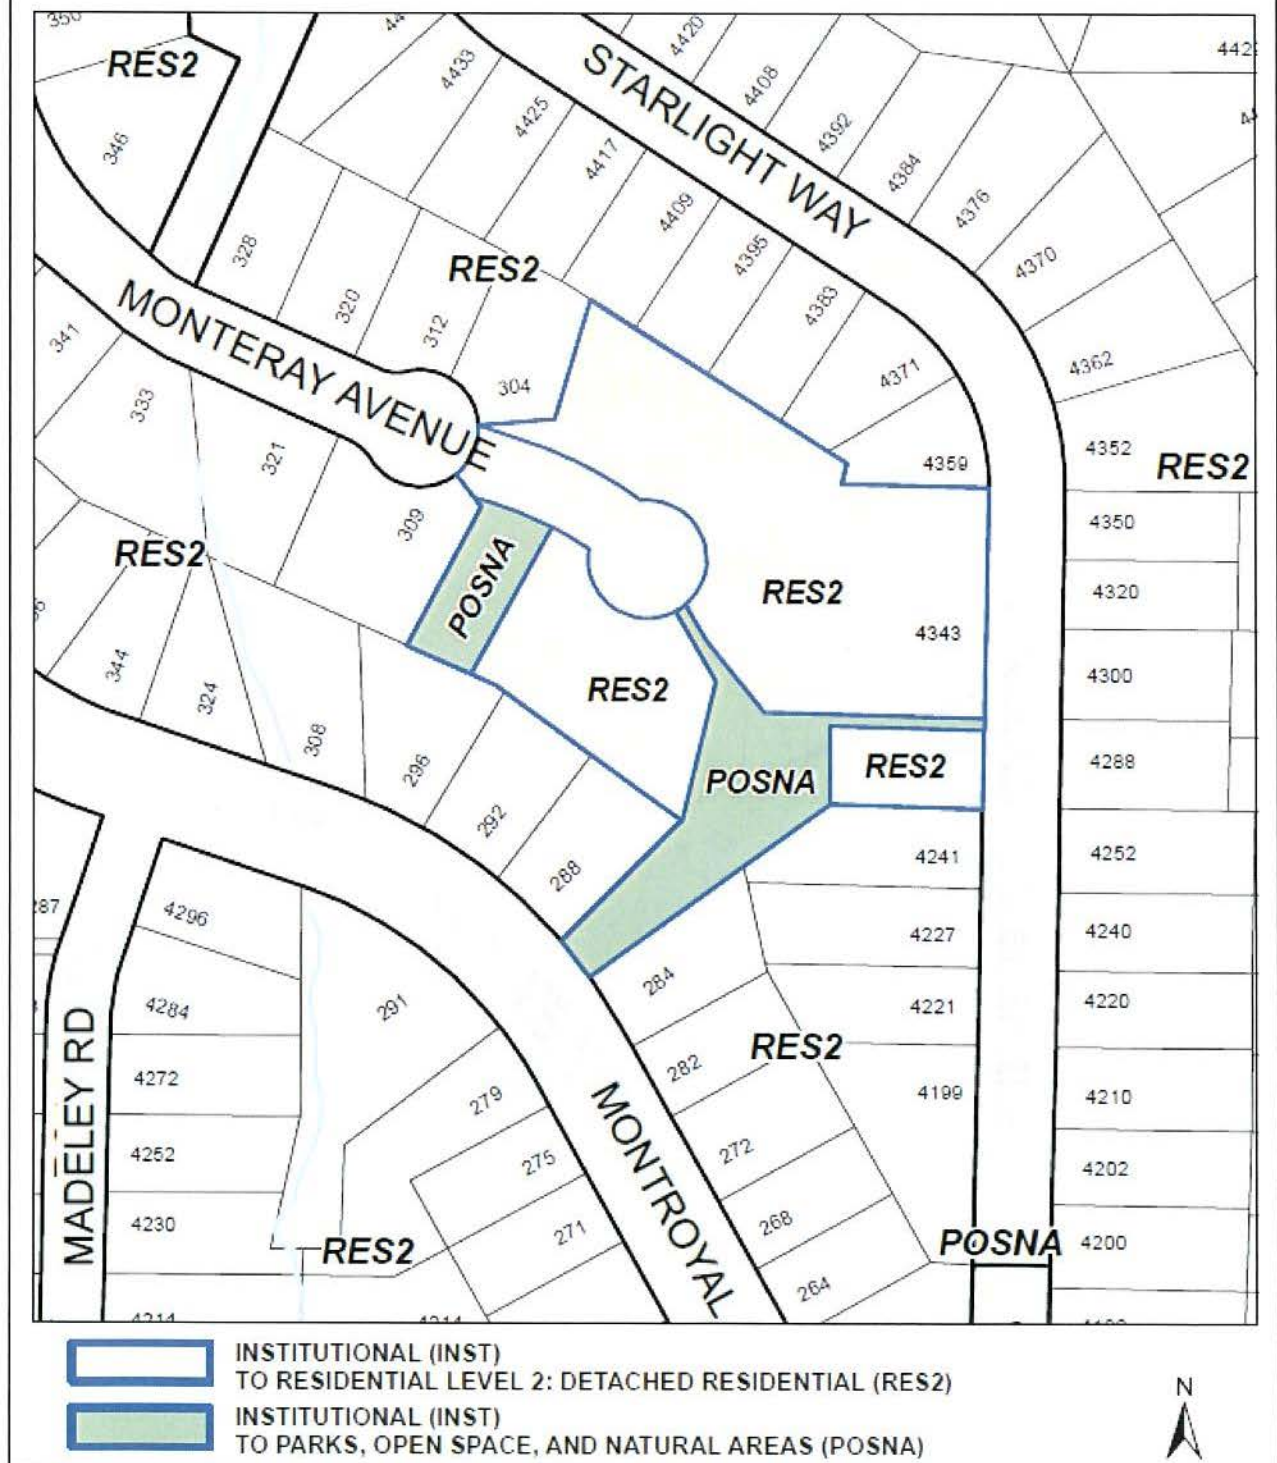 RES2
346
4433
4420
4425
4408
STARLIGHT WAY
4417
4392
4409
4384
4376
4395
4370
328
RES2
4383
320
312
MONTERAY AVENUE
341
333
304
4371
4362
321
4359
4352
RES2
309
4350
RES2
POSNA
RES2
4320
4343
344
324
RES2
4300
308
296
POSNA
RES2
4288
292
288
4241
4252
4296
4227
4240
284
4284
291
4221
4220
RES2
282
4272
279
4199
4210
MADELEY RD
MONTROYAL
4252
275
272
4202
4230
271
268
RES2
POSNA
4200
264
INSTITUTIONAL (INST)
TO RESIDENTIAL LEVEL 2: DETACHED RESIDENTIAL (RES2)
INSTITUTIONAL (INST)
TO PARKS, OPEN SPACE, AND NATURAL AREAS (POSNA)
N